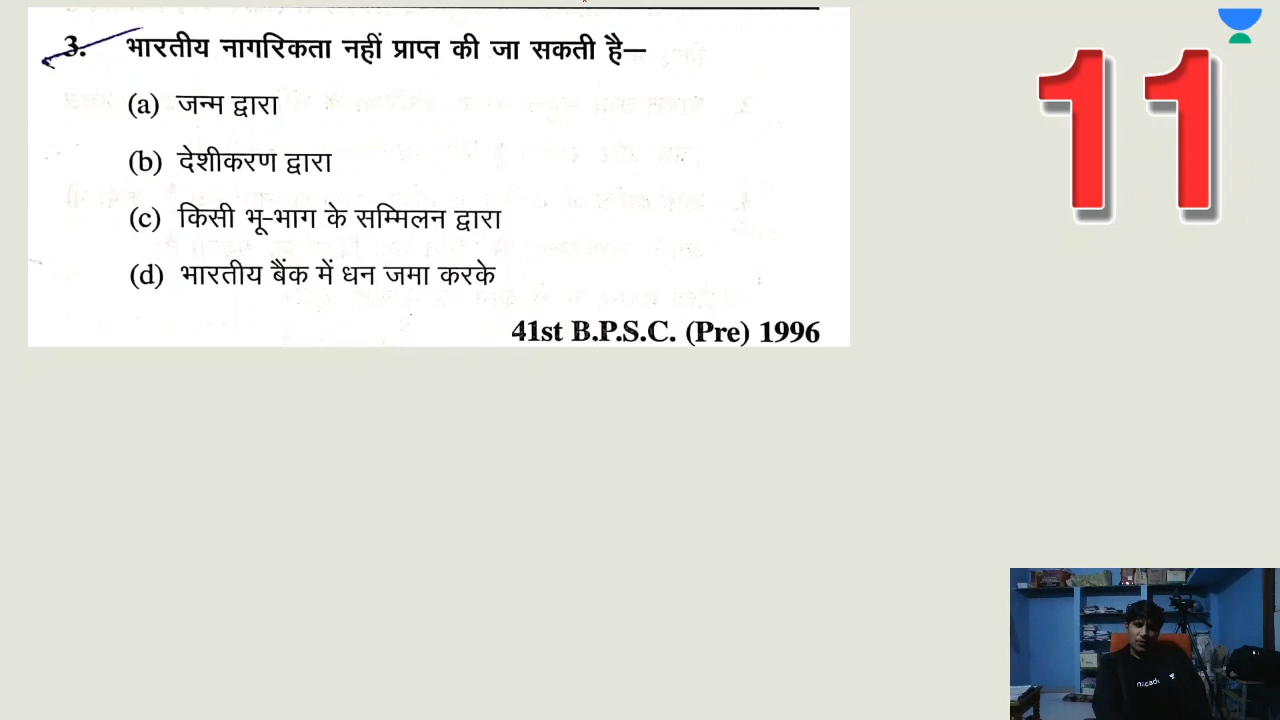 3. भारतीय नागरिकता नहीं प्राप्त की जा सकती है—
(a) जन्म द्वारा
(b) देशीकरण द्वारा
(c) किसी भू-भाग के सम्मिलन द्वारा
(d) भारतीय बैंक में धन जमा करके
41st B.P.S.C. (Pre) 1996
11